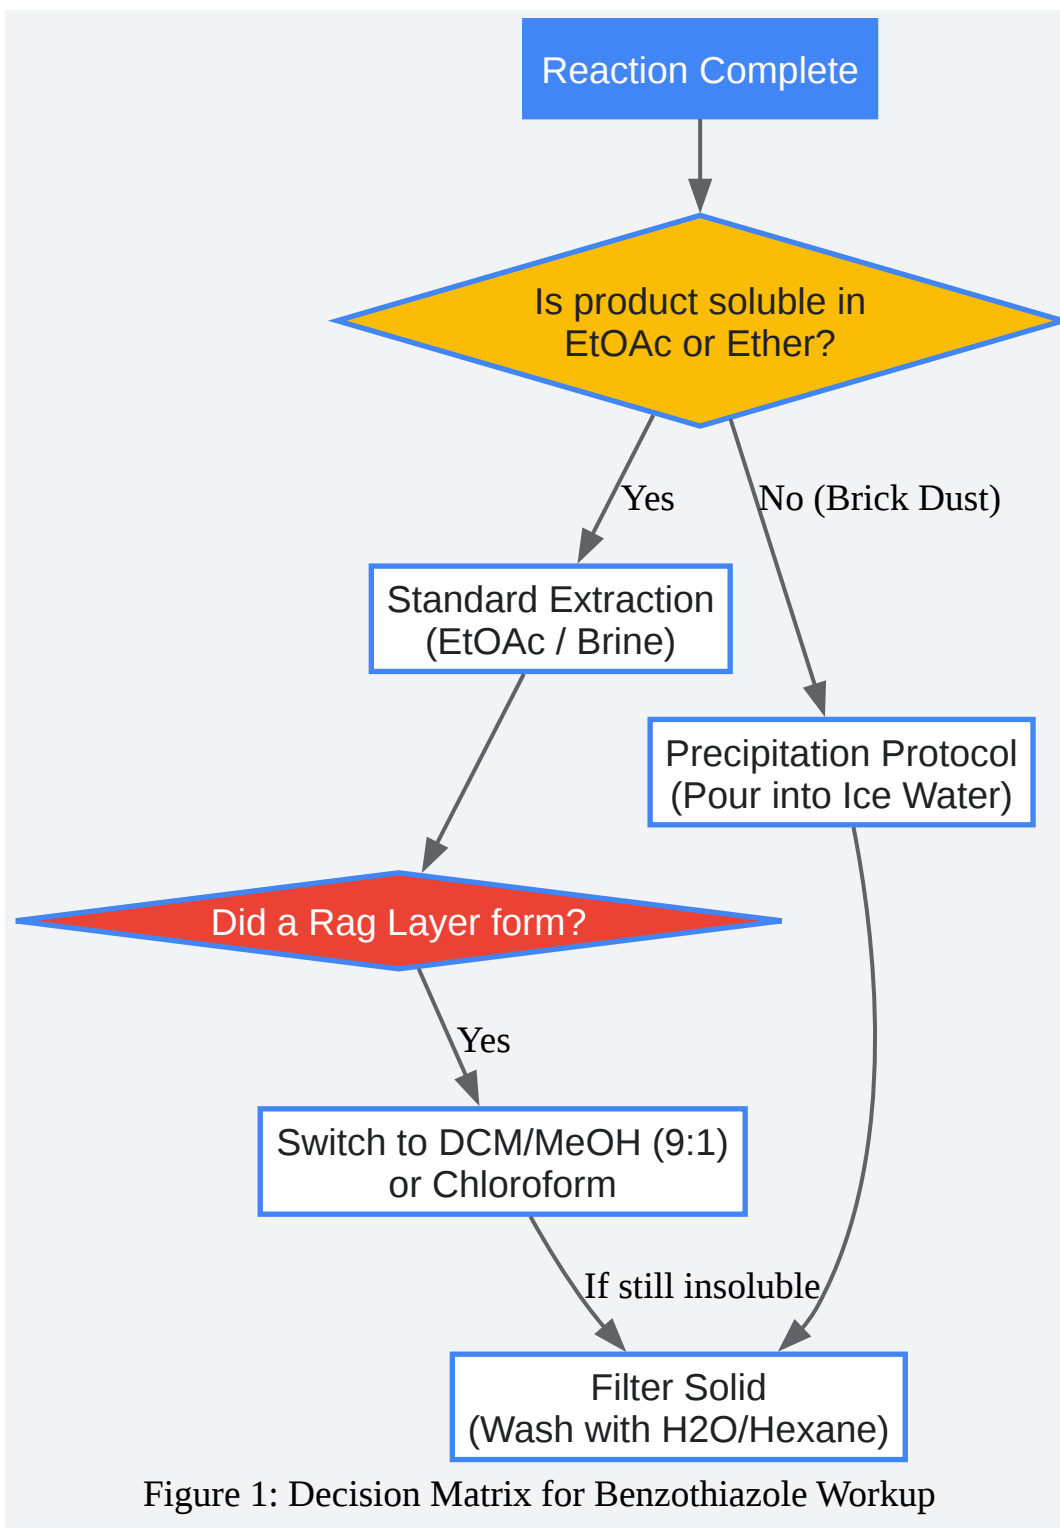 Reaction Complete
Is product soluble in
EtOAc or Ether?
Yes
No (Brick Dust)
Standard Extraction
(EtOAc / Brine)
Precipitation Protocol
(Pour into Ice Water)
Did a Rag Layer form?
Yes
Switch to DCM/MeOH (9:1)
or Chloroform
If still insoluble
Filter Solid
(Wash with H2O/Hexane)
Figure 1: Decision Matrix for Benzothiazole Workup